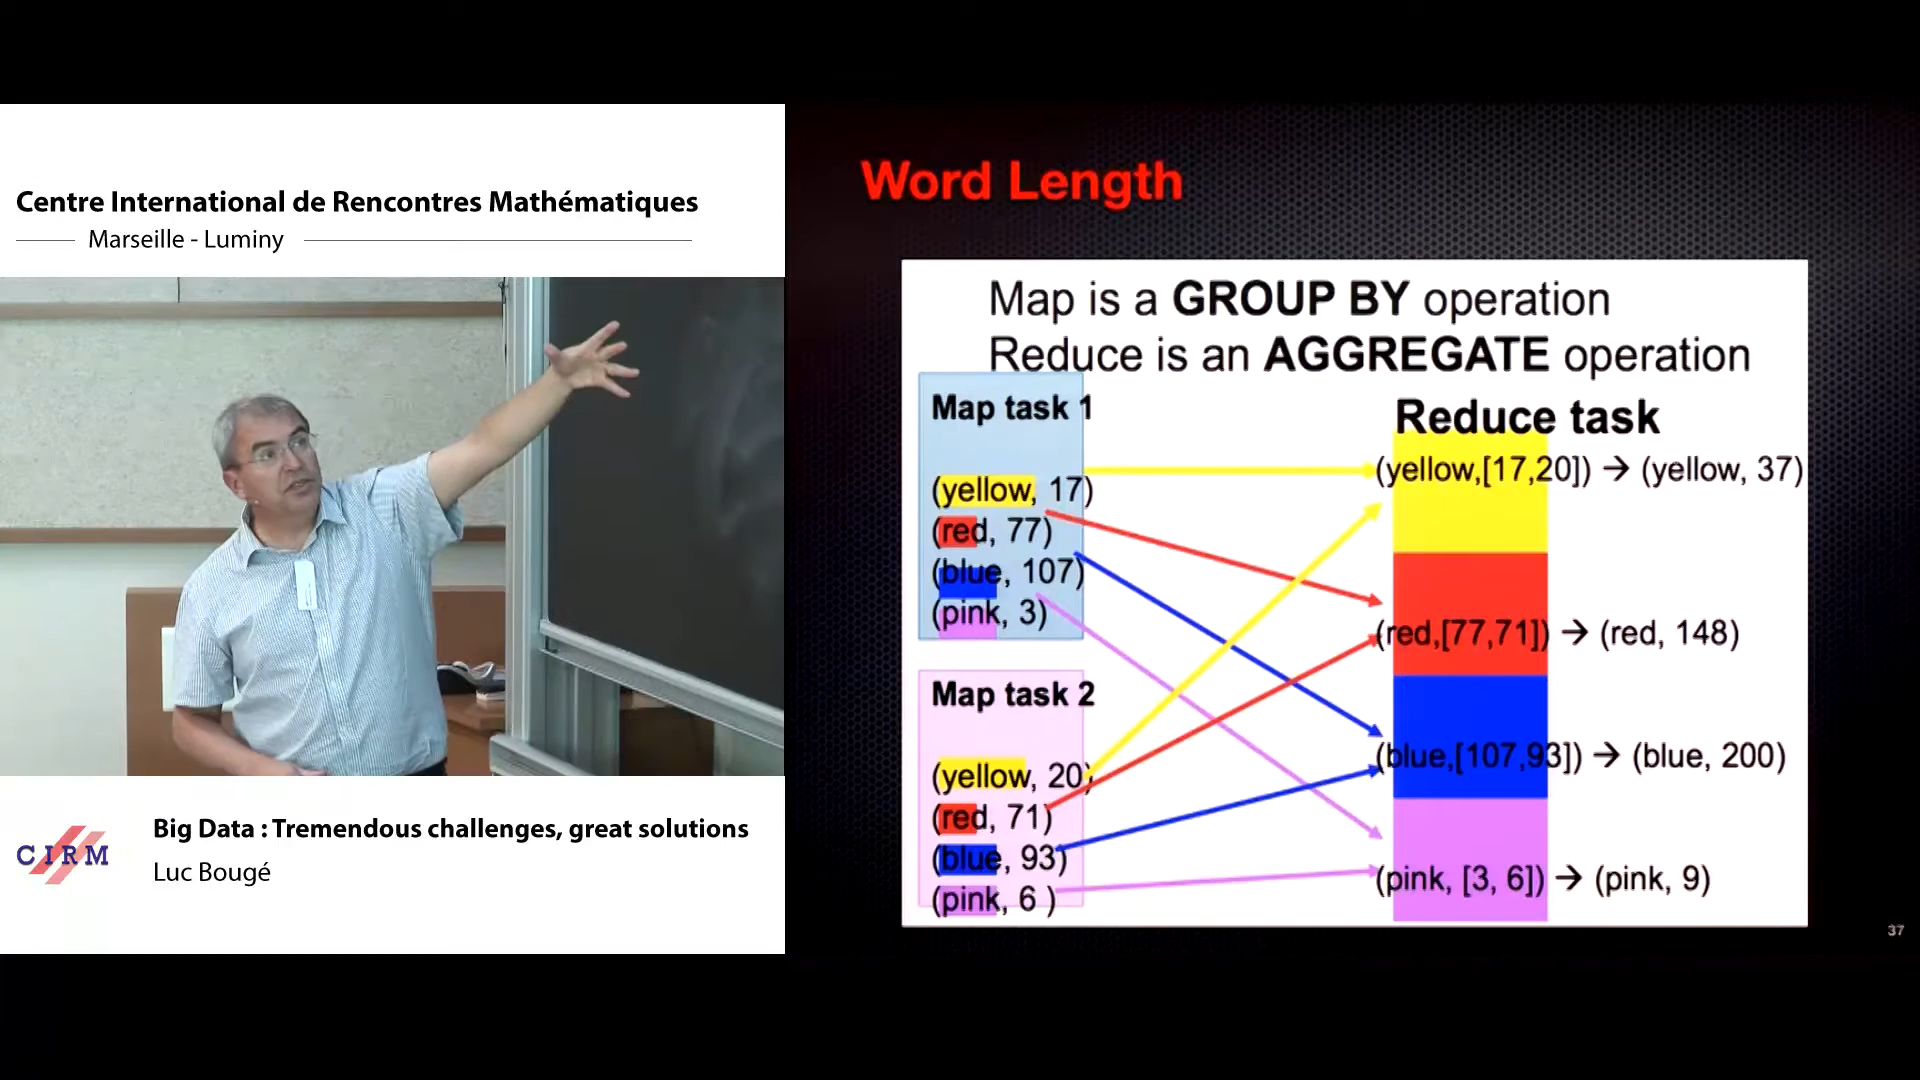 Centre International de Rencontres Mathématiques
Marseille - Luminy
CIRM
Big Data : Tremendous challenges, great solutions
Luc Bougé
Word Length
Map is a GROUP BY operation
Reduce is an AGGREGATE operation
Map task 1
(yellow, 17)
(red, 77)
(blue, 107)
(pink, 3)
Map task 2
(yellow, 20)
(red, 71)
(blue, 93)
(pink, 6 )
Reduce task
(yellow,[17,20]) → (yellow, 37)
(red,[77,71]) → (red, 148)
(blue,[107,93]) → (blue, 200)
(pink, [3, 6]) → (pink, 9)
37